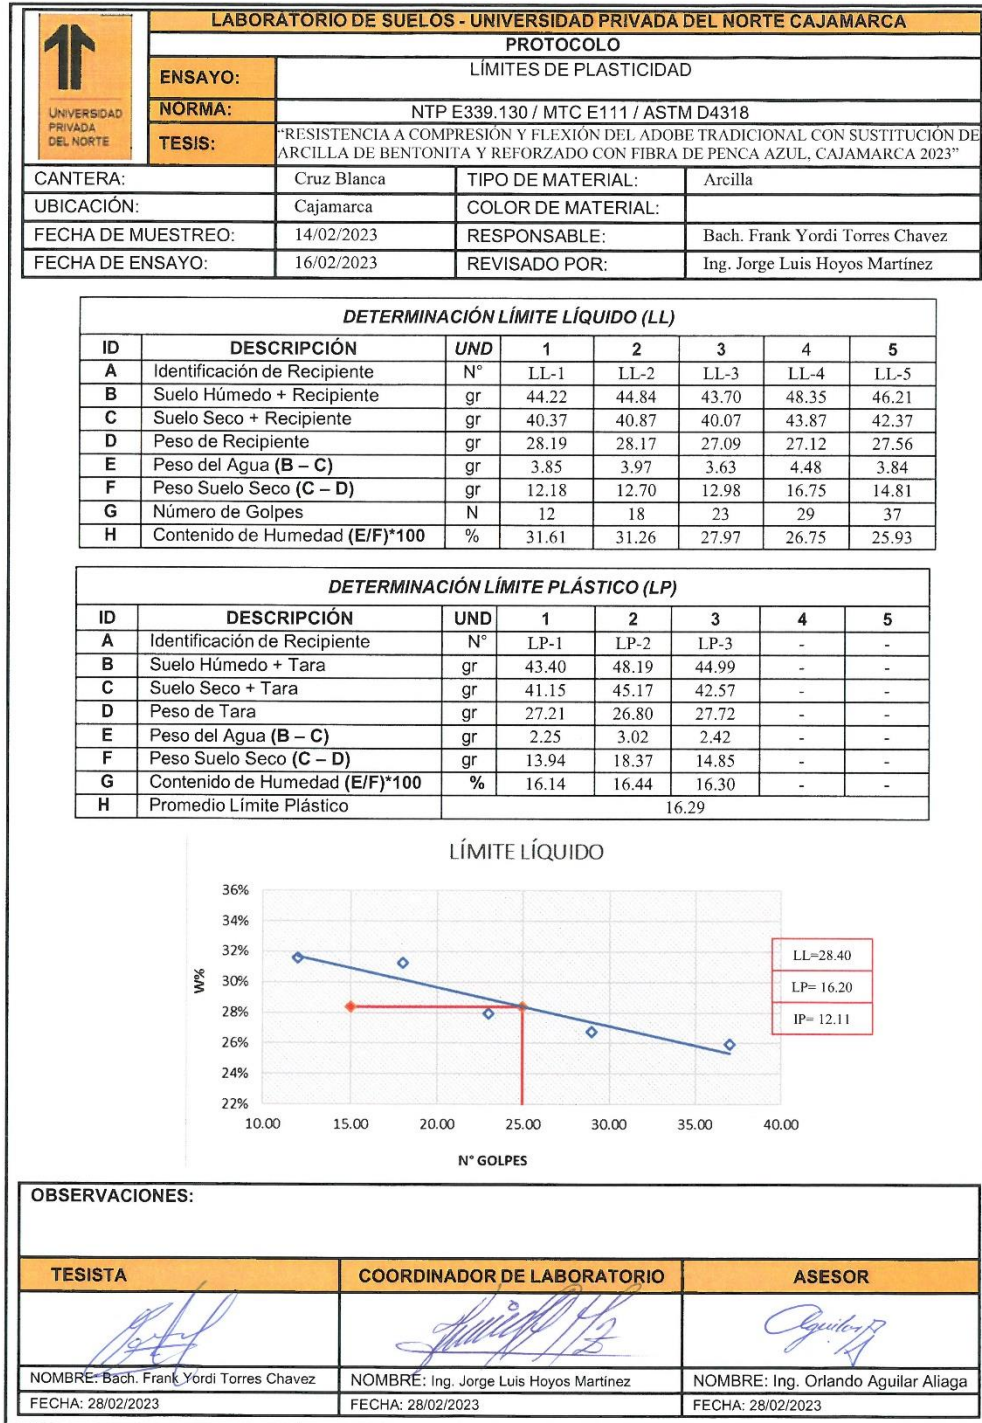 LABORATORIO DE SUELOS - UNIVERSIDAD PRIVADA DEL NORTE CAJAMARCA
PROTOCOLO
UNIVERSIDAD
PRIVADA
DEL NORTE
ENSAYO: LÍMITES DE PLASTICIDAD
NORMA: NTP E339.130 / MTC E111 / ASTM D4318
TESIS: “RESISTENCIA A COMPRESIÓN Y FLEXIÓN DEL ADOBE TRADICIONAL CON SUSTITUCIÓN DE
ARCILLA DE BENTONITA Y REFORZADO CON FIBRA DE PENCA AZUL, CAJAMARCA 2023”
CANTERA: Cruz Blanca TIPO DE MATERIAL: Arcilla
UBICACIÓN: Cajamarca COLOR DE MATERIAL:
FECHA DE MUESTREO: 14/02/2023 RESPONSABLE: Bach. Frank Yordi Torres Chavez
FECHA DE ENSAYO: 16/02/2023 REVISADO POR: Ing. Jorge Luis Hoyos Martínez
DETERMINACIÓN LÍMITE LÍQUIDO (LL)
ID DESCRIPCIÓN UND 1 2 3 4 5
A Identificación de Recipiente N° LL-1 LL-2 LL-3 LL-4 LL-5
B Suelo Húmedo + Recipiente gr 44.22 44.84 43.70 48.35 46.21
C Suelo Seco + Recipiente gr 40.37 40.87 40.07 43.87 42.37
D Peso de Recipiente gr 28.19 28.17 27.09 27.12 27.56
E Peso del Agua (B – C) gr 3.85 3.97 3.63 4.48 3.84
F Peso Suelo Seco (C – D) gr 12.18 12.70 12.98 16.75 14.81
G Número de Golpes N 12 18 23 29 37
H Contenido de Humedad (E/F)*100 % 31.61 31.26 27.97 26.75 25.93
DETERMINACIÓN LÍMITE PLÁSTICO (LP)
ID DESCRIPCIÓN UND 1 2 3 4 5
A Identificación de Recipiente N° LP-1 LP-2 LP-3 - -
B Suelo Húmedo + Tara gr 43.40 48.19 44.99 - -
C Suelo Seco + Tara gr 41.15 45.17 42.57 - -
D Peso de Tara gr 27.21 26.80 27.72 - -
E Peso del Agua (B – C) gr 2.25 3.02 2.42 - -
F Peso Suelo Seco (C – D) gr 13.94 18.37 14.85 - -
G Contenido de Humedad (E/F)*100 % 16.14 16.44 16.30 - -
H Promedio Límite Plástico 16.29
LÍMITE LÍQUIDO
36%
34%
32%
30%
28%
26%
24%
22%
W%
10.00 15.00 20.00 25.00 30.00 35.00 40.00
N° GOLPES
LL=28.40
LP= 16.20
IP= 12.11
OBSERVACIONES:
TESISTA COORDINADOR DE LABORATORIO ASESOR
NOMBRE: Bach. Frank Yordi Torres Chavez NOMBRE: Ing. Jorge Luis Hoyos Martínez NOMBRE: Ing. Orlando Aguilar Aliaga
FECHA: 28/02/2023 FECHA: 28/02/2023 FECHA: 28/02/2023